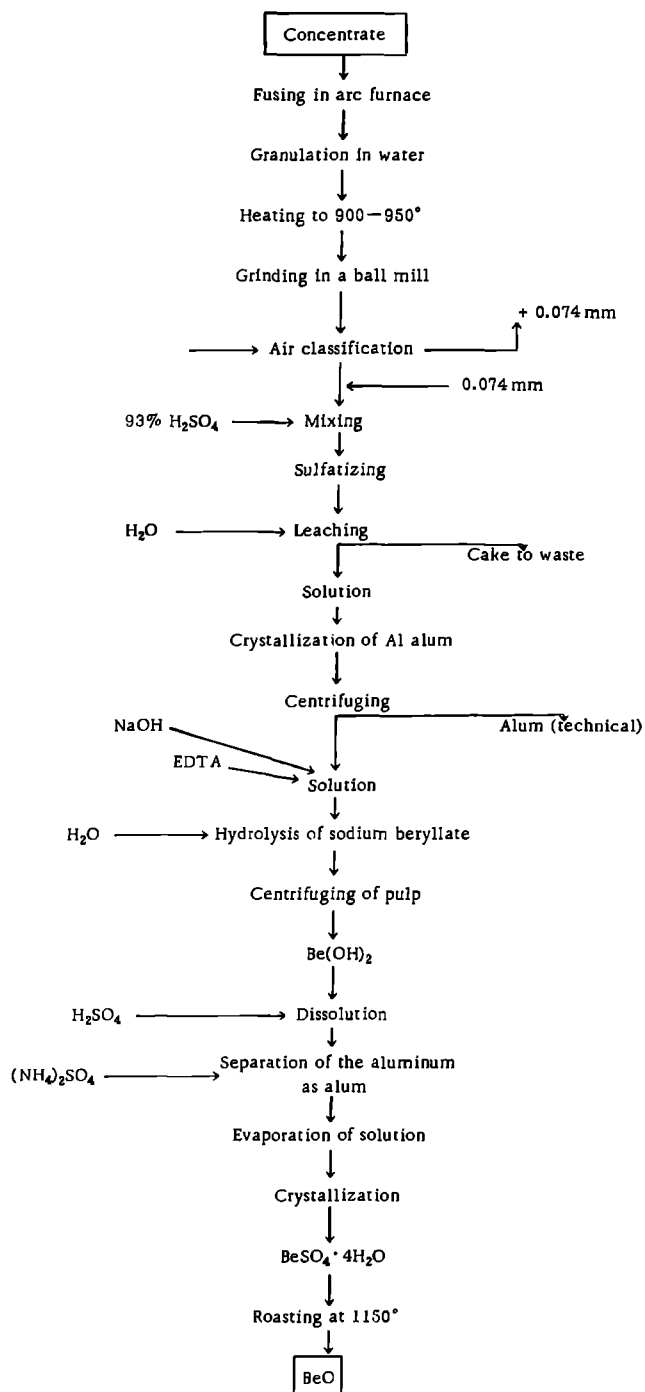 Concentrate
Fusing in arc furnace
Granulation in water
Heating to 900—950°
Grinding in a ball mill
+ 0.074 mm
Air classification
0.074 mm
93% H₂SO₄
Mixing
Sulfatizing
H₂O
Leaching
Cake to waste
Solution
Crystallization of Al alum
Centrifuging
NaOH
Alum (technical)
EDTA
Solution
H₂O
Hydrolysis of sodium beryllate
Centrifuging of pulp
Be(OH)₂
H₂SO₄
Dissolution
(NH₄)₂SO₄
Separation of the aluminum
as alum
Evaporation of solution
Crystallization
BeSO₄·4H₂O
Roasting at 1150°
BeO